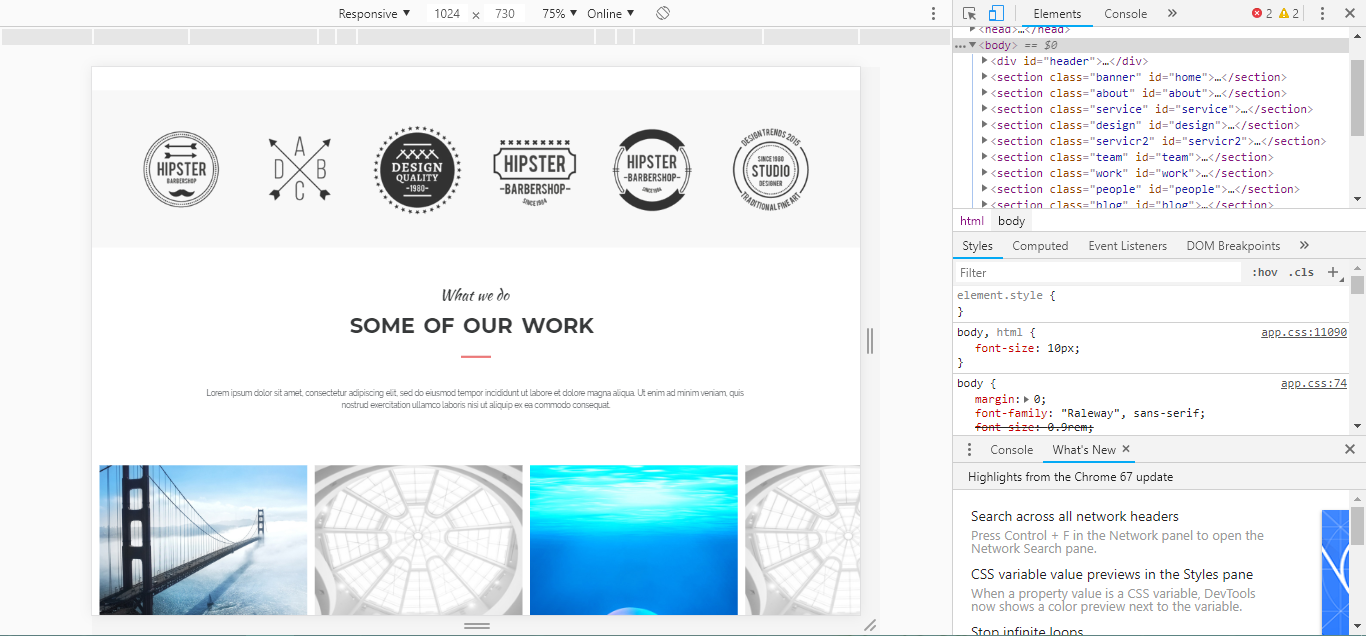 Responsive ▼ 1024 × 730 75% ▼ Online ▼
HIPSTER
BARBERSHOP
A
D B
C
DESIGN
QUALITY
~1980~
HIPSTER
-BARBERSHOP-
SINCE 1984
HIPSTER
-BARBERSHOP-
SINCE 1984
DESIGN TRENDS 2015
SINCE 1980
STUDIO
DESIGNER
TRADITIONAL FINE ART
What we do
SOME OF OUR WORK
Lorem ipsum dolor sit amet, consectetur adipiscing elit, sed do eiusmod tempor incididunt ut labore et dolore magna aliqua. Ut enim ad minim veniam, quis
nostrud exercitation ullamco laboris nisi ut aliquip ex ea commodo consequat.
Elements Console » 2 2
<head>…</head>
… ▼<body> == $0
▶<div id="header">…</div>
▶<section class="banner" id="home">…</section>
▶<section class="about" id="about">…</section>
▶<section class="service" id="service">…</section>
▶<section class="design" id="design">…</section>
▶<section class="servicr2" id="servicr2">…</section>
▶<section class="team" id="team">…</section>
▶<section class="work" id="work">…</section>
▶<section class="people" id="people">…</section>
▶<section class="blog" id="blog">…</section>
html body
Styles Computed Event Listeners DOM Breakpoints »
Filter :hov .cls +
element.style {
}
body, html { app.css:11090
font-size: 10px;
}
body { app.css:74
margin:▶ 0;
font-family: "Raleway", sans-serif;
font-size: 0.9rem;
Console What's New ×
Highlights from the Chrome 67 update
Search across all network headers
Press Control + F in the Network panel to open the
Network Search pane.
CSS variable value previews in the Styles pane
When a property value is a CSS variable, DevTools
now shows a color preview next to the variable.
Stop infinite loops